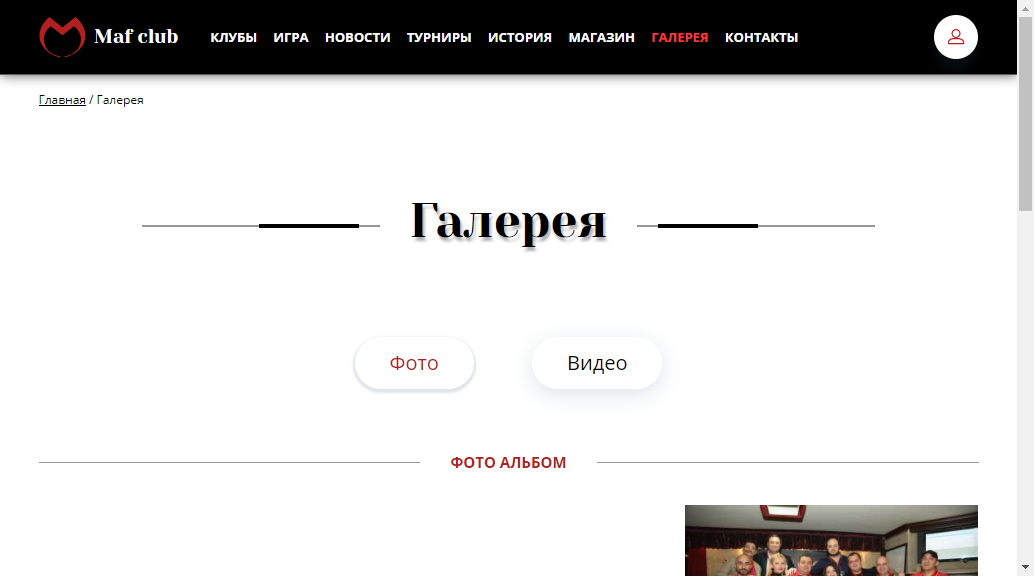 Maf club КЛУБЫ ИГРА НОВОСТИ ТУРНИРЫ ИСТОРИЯ МАГАЗИН ГАЛЕРЕЯ КОНТАКТЫ
Главная / Галерея
Галерея
Фото Видео
ФОТО АЛЬБОМ